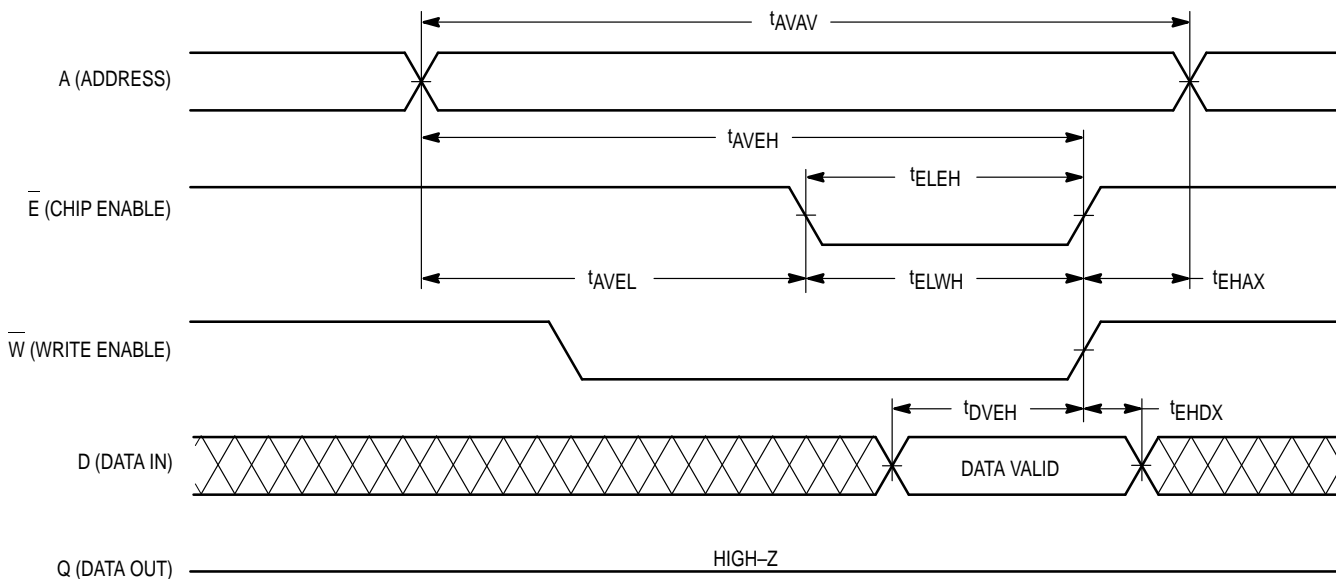 tAVAV
A (ADDRESS)
tAVEH
tELEH
E (CHIP ENABLE)
tAVEL
tELWH
tEHAX
W (WRITE ENABLE)
tDVEH
tEHDX
D (DATA IN)
DATA VALID
HIGH–Z
Q (DATA OUT)